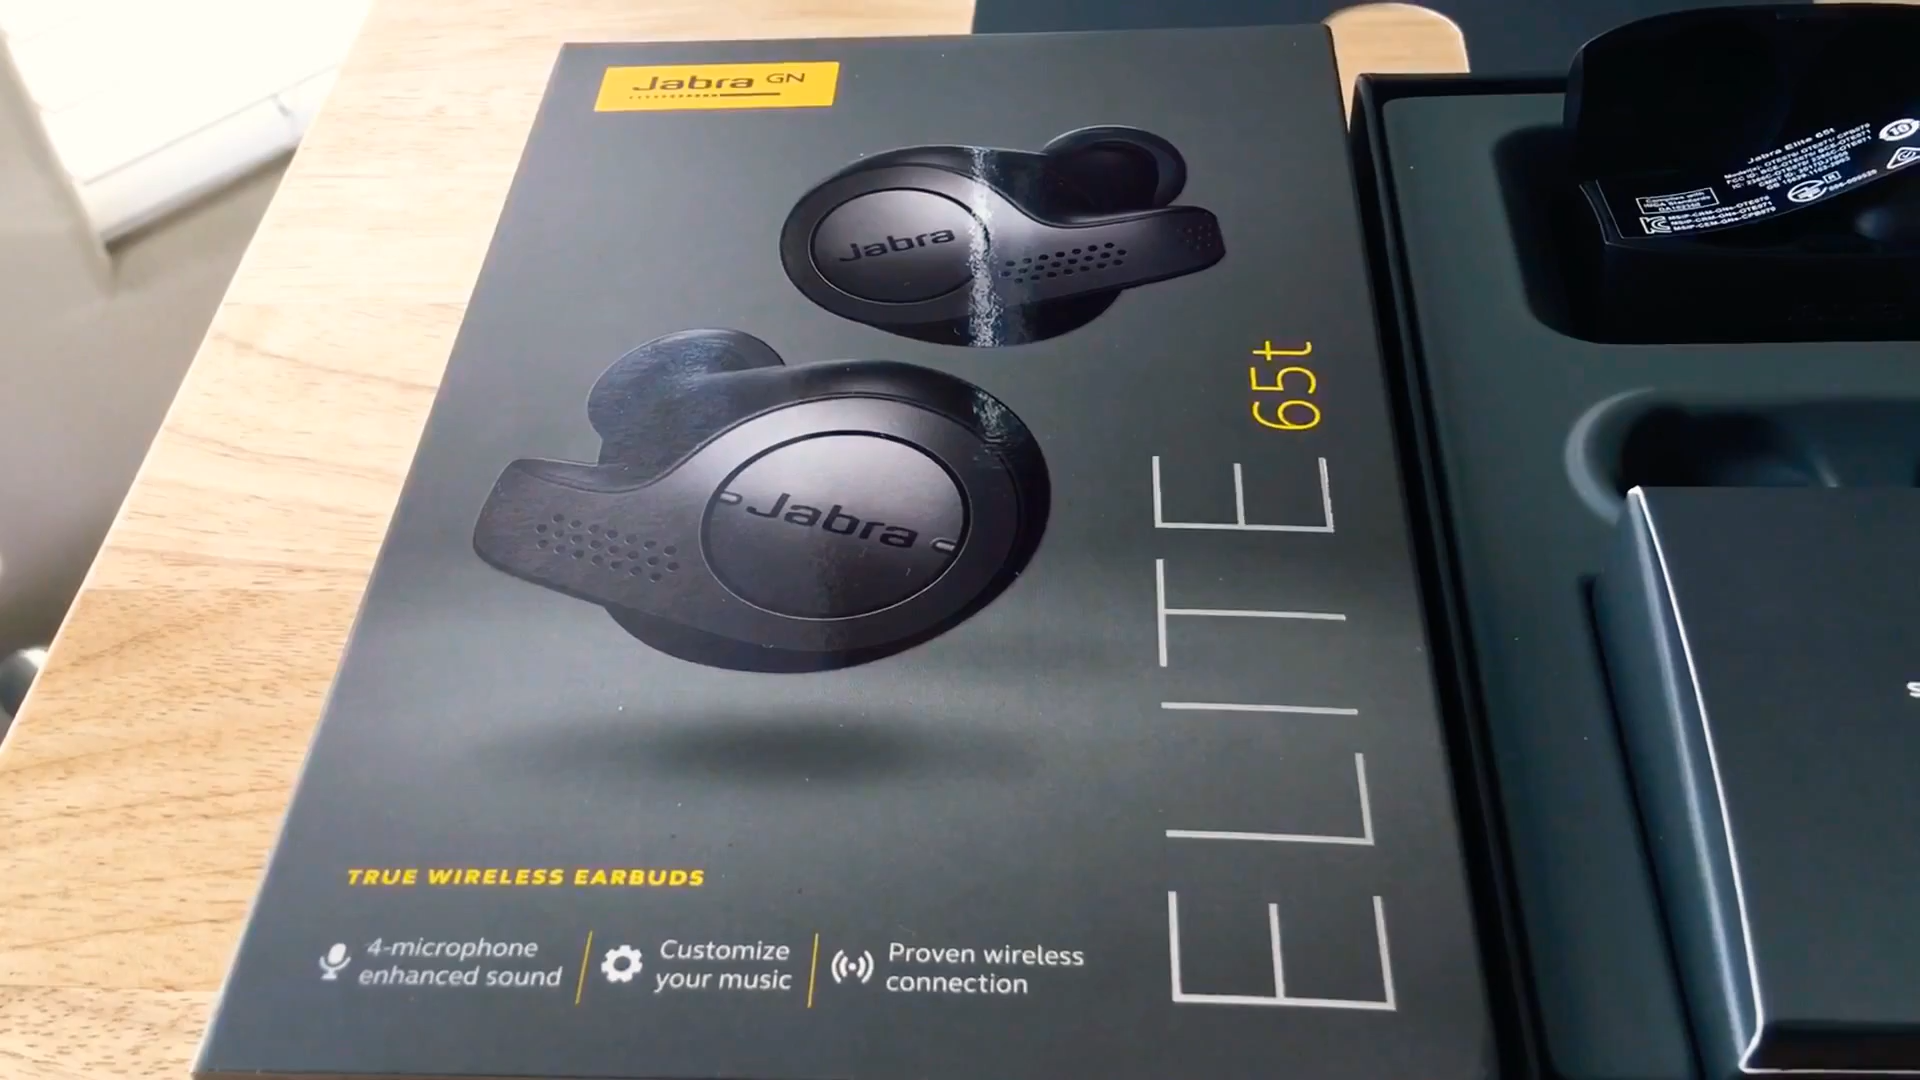 Jabra GN
Jabra
Jabra
ELITE 65t
TRUE WIRELESS EARBUDS
4-microphone
enhanced sound
Customize
your music
Proven wireless
connection
Jabra Elite 65t